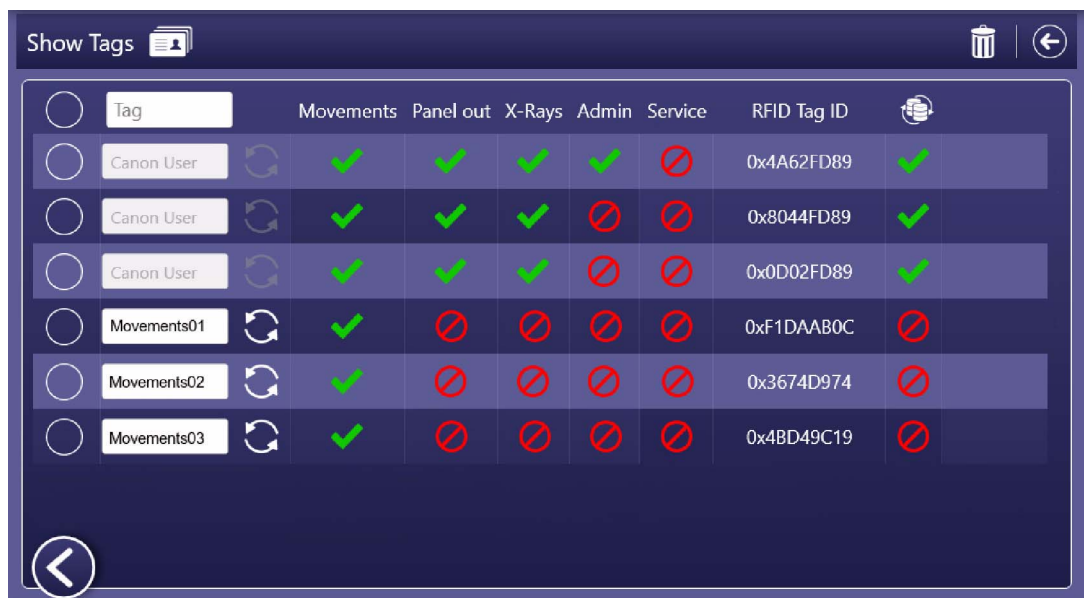 Show Tags
Tag Movements Panel out X-Rays Admin Service RFID Tag ID
Canon User 0x4A62FD89
Canon User 0x8044FD89
Canon User 0x0D02FD89
Movements01 0xF1DAAB0C
Movements02 0x3674D974
Movements03 0x4BD49C19